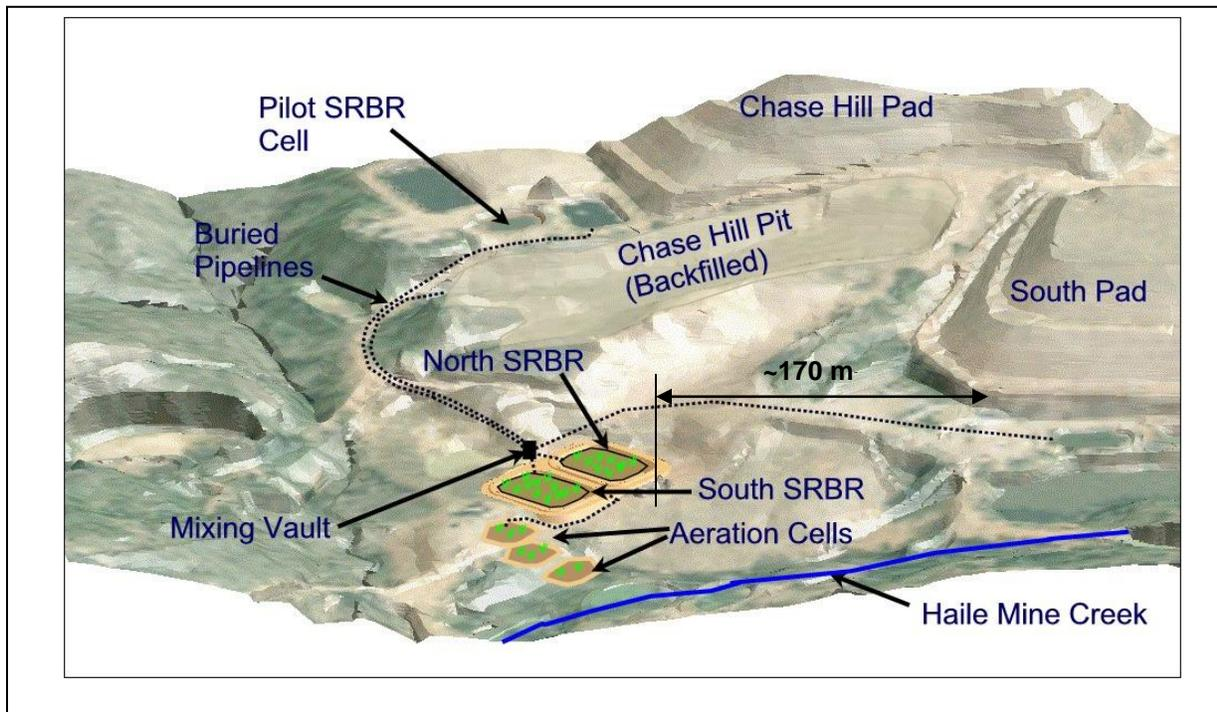 Chase Hill Pad
Pilot SRBR
Cell
Buried
Pipelines
Chase Hill Pit
(Backfilled)
South Pad
North SRBR
~170 m
Mixing Vault
South SRBR
Aeration Cells
Haile Mine Creek